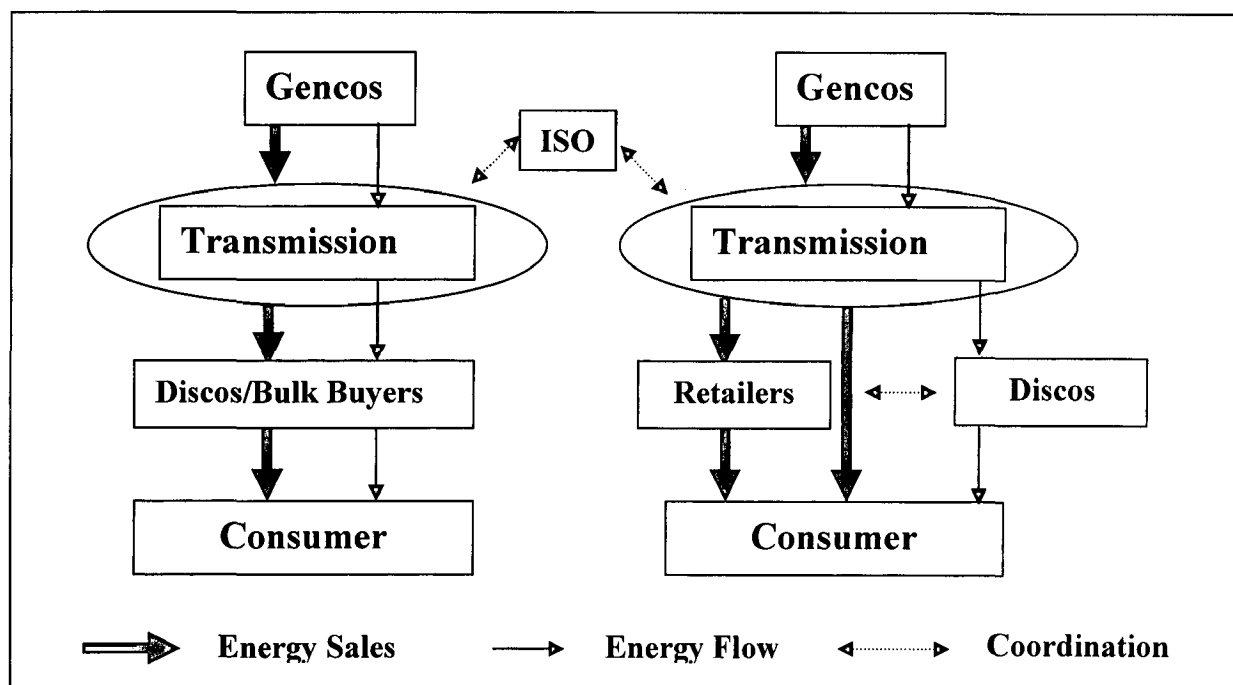 Gencos
Gencos
ISO
Transmission
Transmission
Discos/Bulk Buyers
Retailers
Discos
Consumer
Consumer
Energy Sales
Energy Flow
Coordination